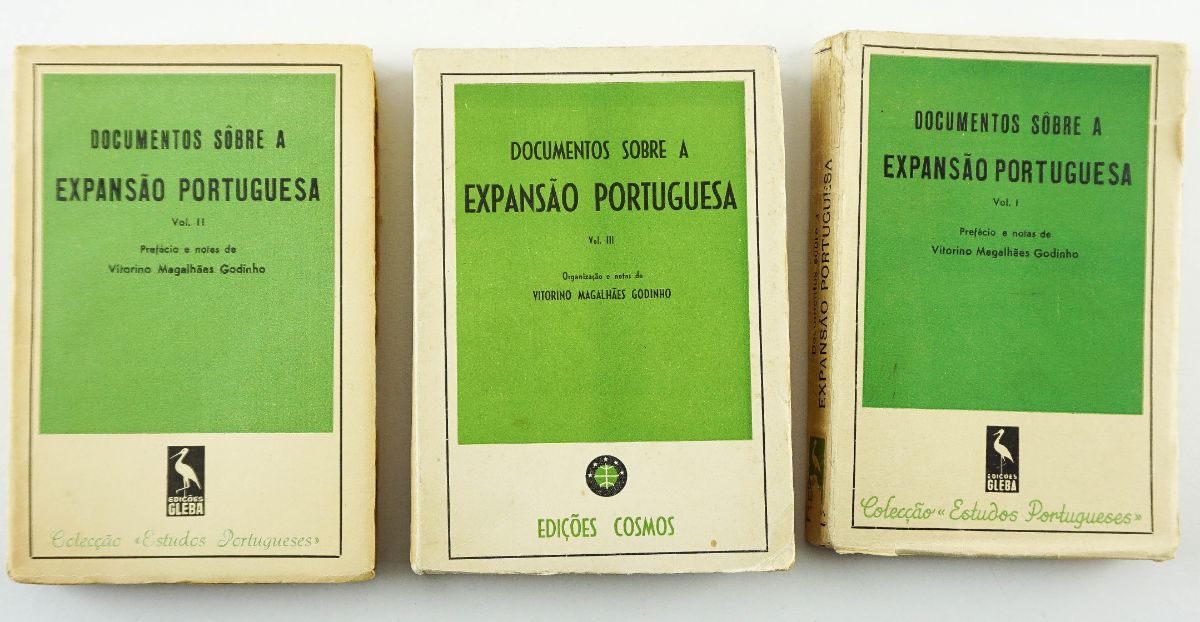 DOCUMENTOS SÔBRE A
EXPANSÃO PORTUGUESA
Vol. II
Prefácio e notas de
Vitorino Magalhães Godinho
EDIÇÕES
GLEBA
Colecção «Estudos Portugueses»
DOCUMENTOS SOBRE A
EXPANSÃO PORTUGUESA
Vol. III
Organização e notas de
VITORINO MAGALHÃES GODINHO
EDIÇÕES COSMOS
Documentos sôbre a
EXPANSÃO PORTUGUESA
DOCUMENTOS SÔBRE A
EXPANSÃO PORTUGUESA
Vol. I
Prefácio e notas de
Vitorino Magalhães Godinho
EDIÇÕES
GLEBA
Colecção «Estudos Portugueses»